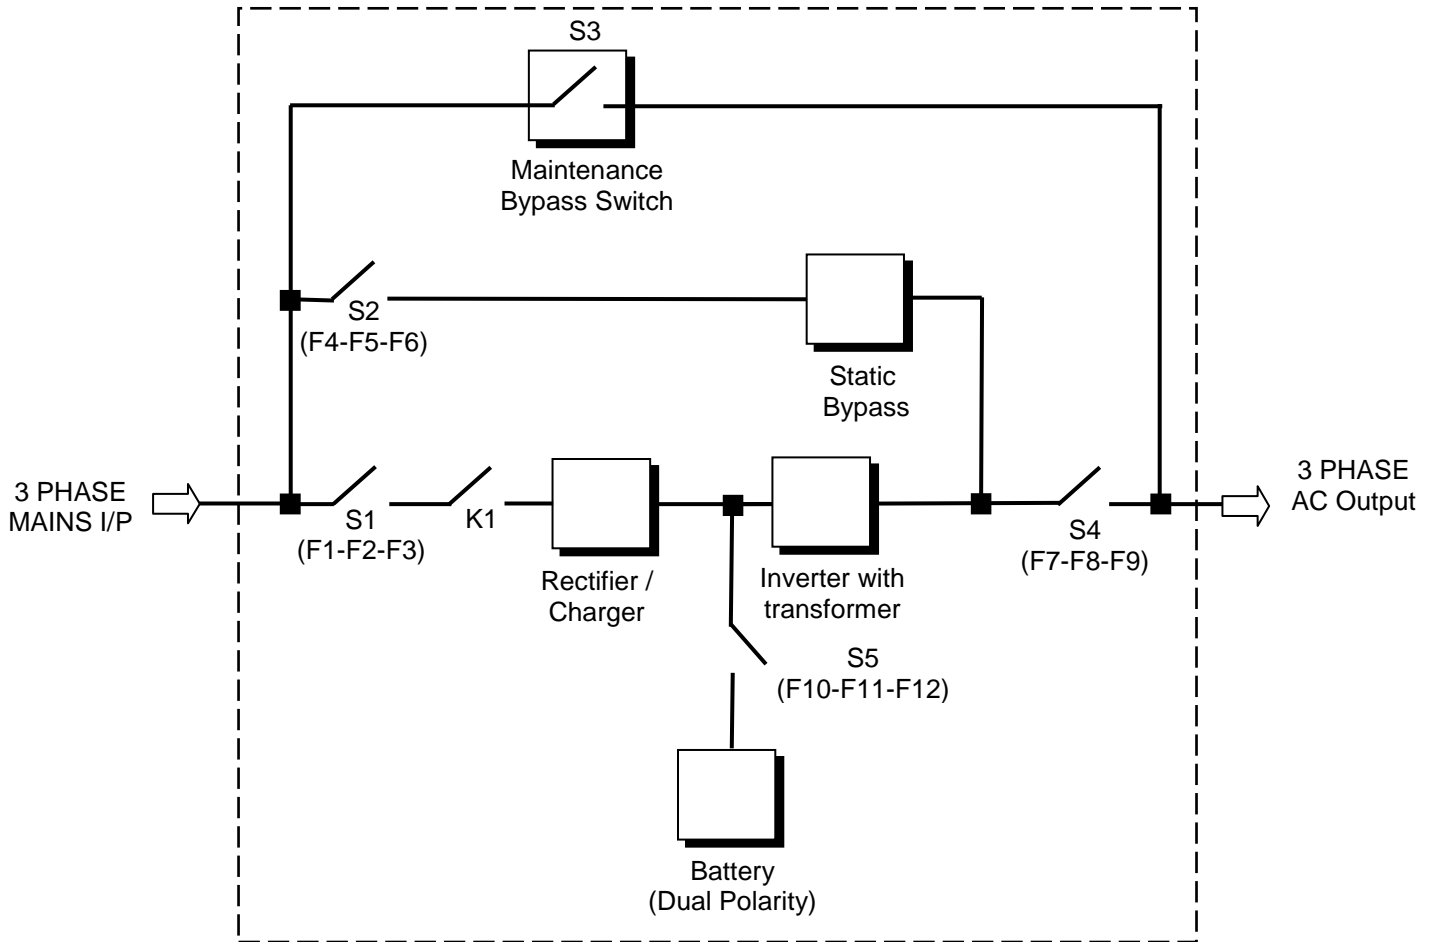 S3
Maintenance
Bypass Switch
S2
(F4-F5-F6)
Static
Bypass
3 PHASE
MAINS I/P
S1
(F1-F2-F3)
K1
Rectifier /
Charger
Inverter with
transformer
S4
(F7-F8-F9)
3 PHASE
AC Output
S5
(F10-F11-F12)
Battery
(Dual Polarity)